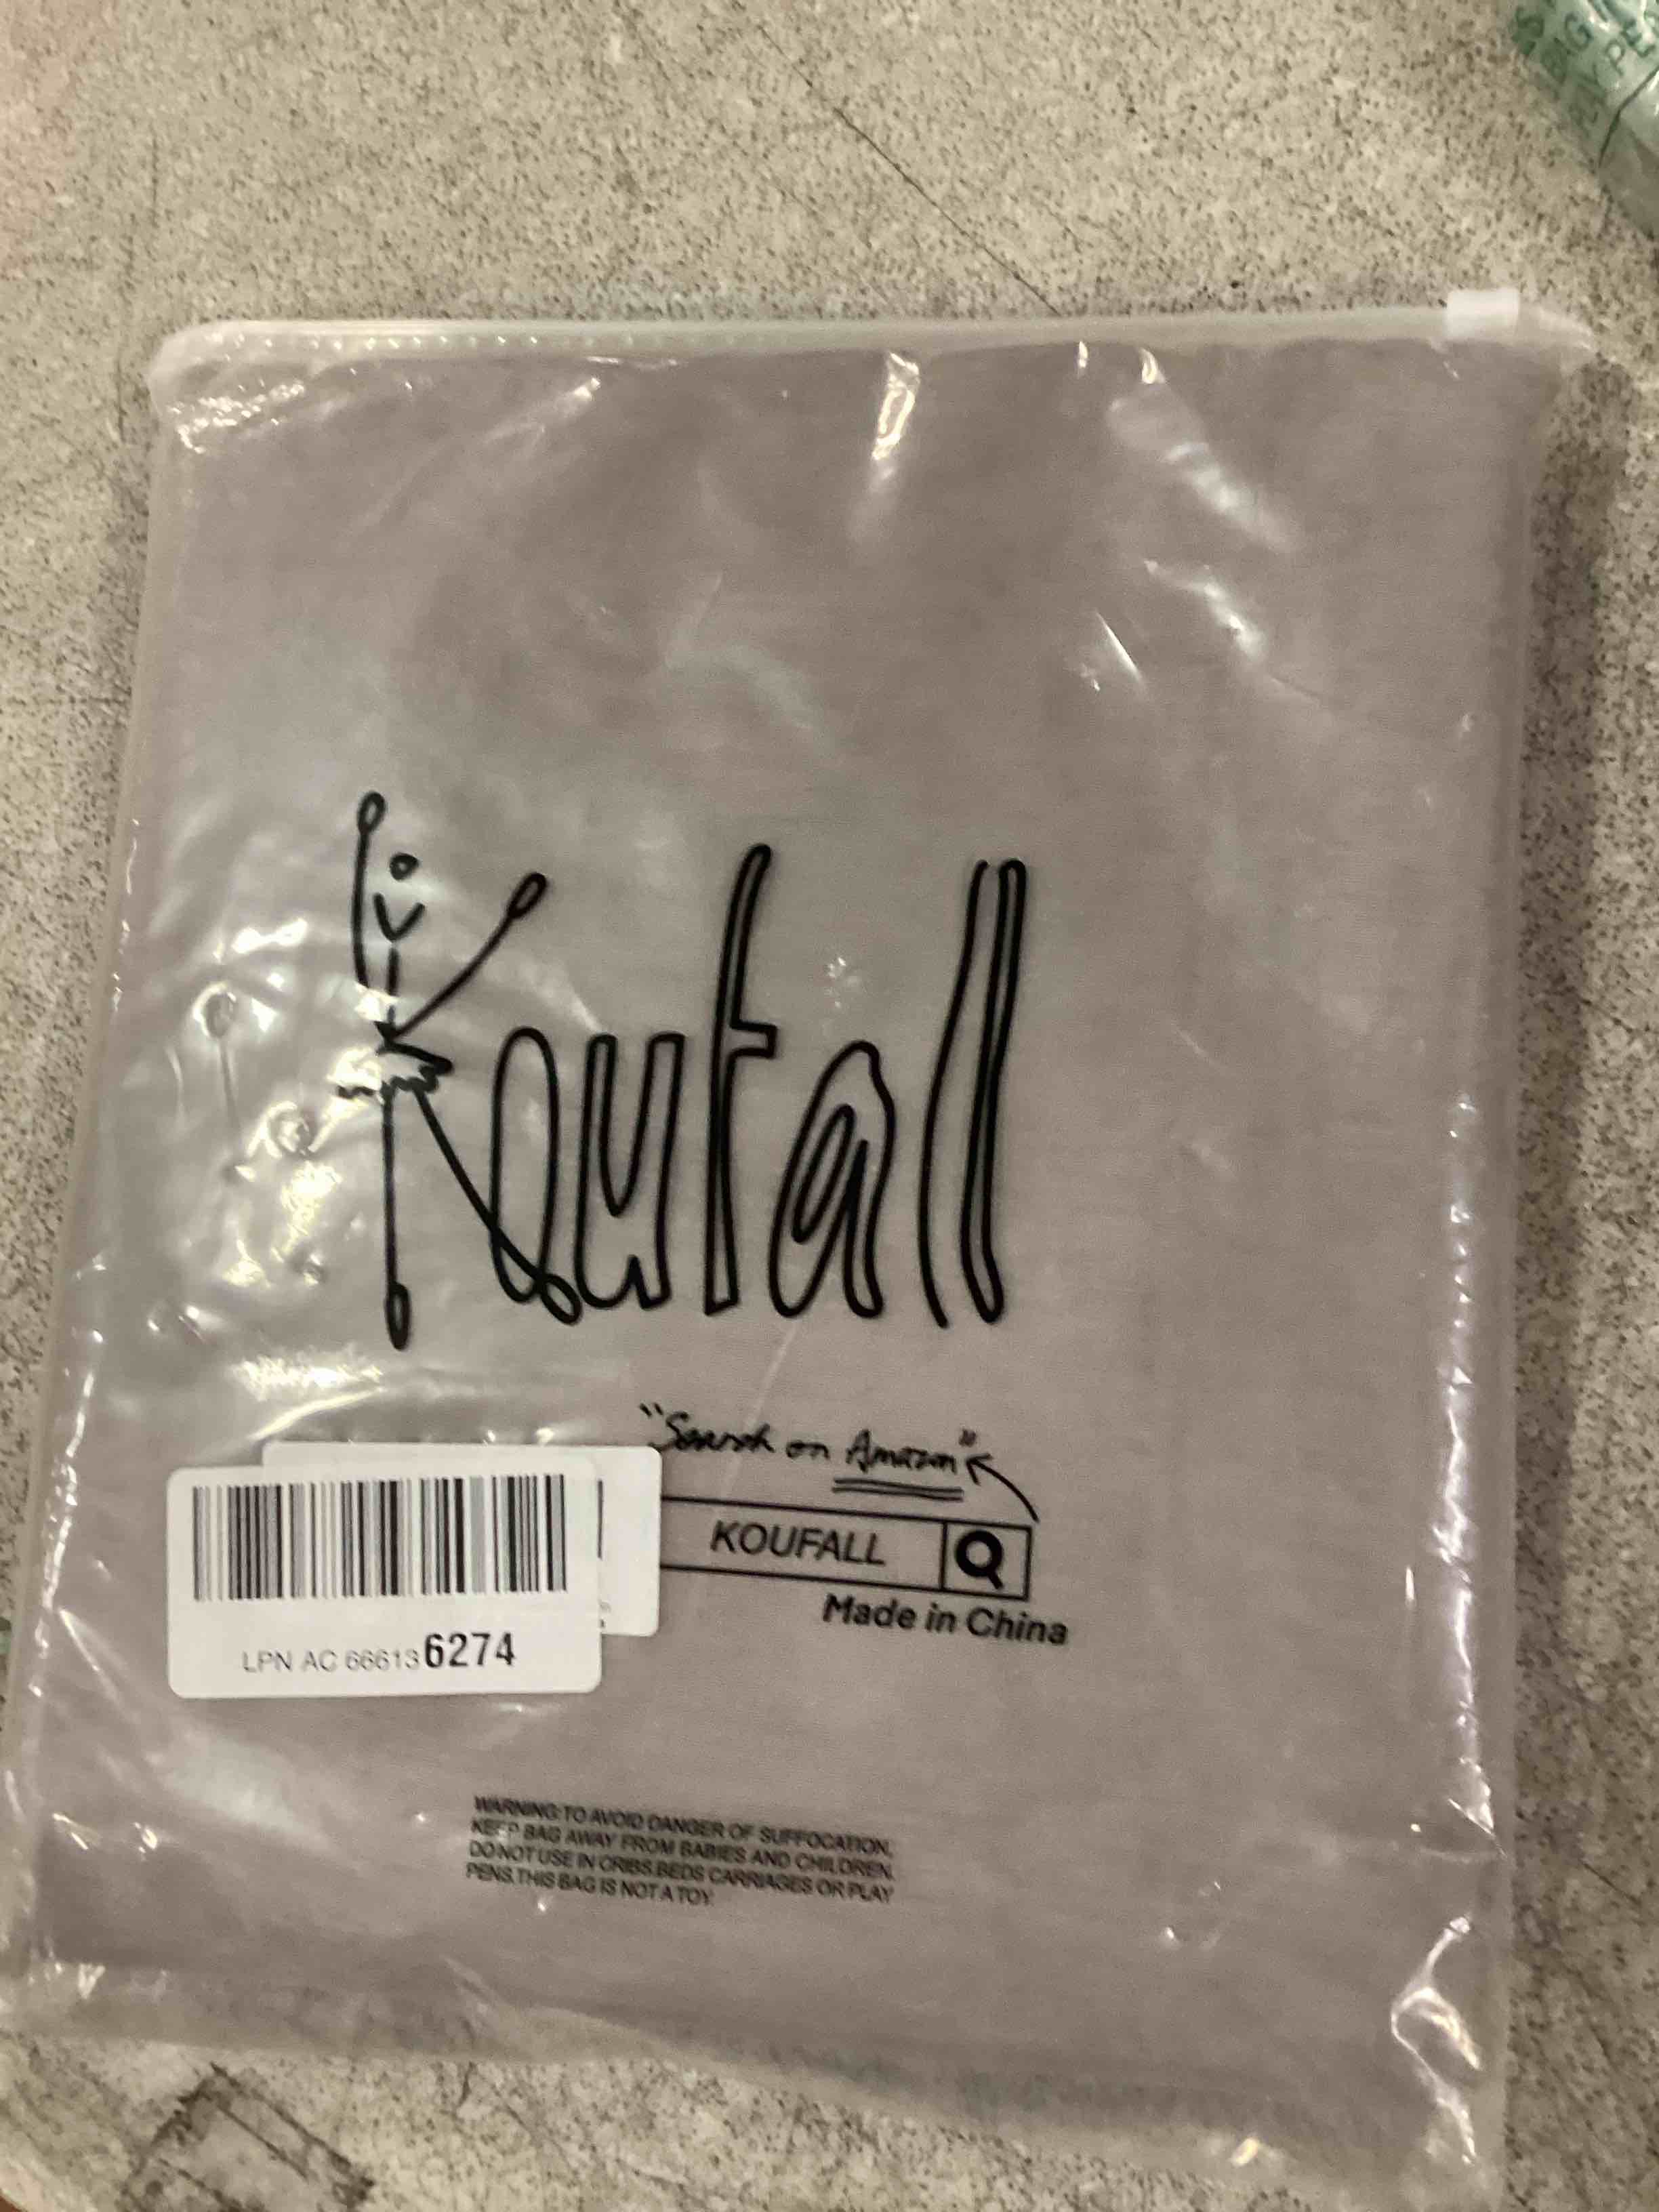 Koufall
"Search on Amazon"
KOUFALL
Made in China
LPN AC 666136274
WARNING:TO AVOID DANGER OF SUFFOCATION,
KEEP BAG AWAY FROM BABIES AND CHILDREN.
DO NOT USE IN CRIBS.BEDS CARRIAGES OR PLAY
PENS.THIS BAG IS NOT A TOY.